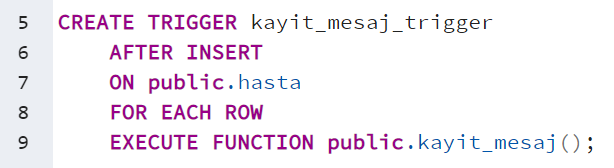 5 CREATE TRIGGER kayit_mesaj_trigger
6 AFTER INSERT
7 ON public.hasta
8 FOR EACH ROW
9 EXECUTE FUNCTION public.kayit_mesaj();